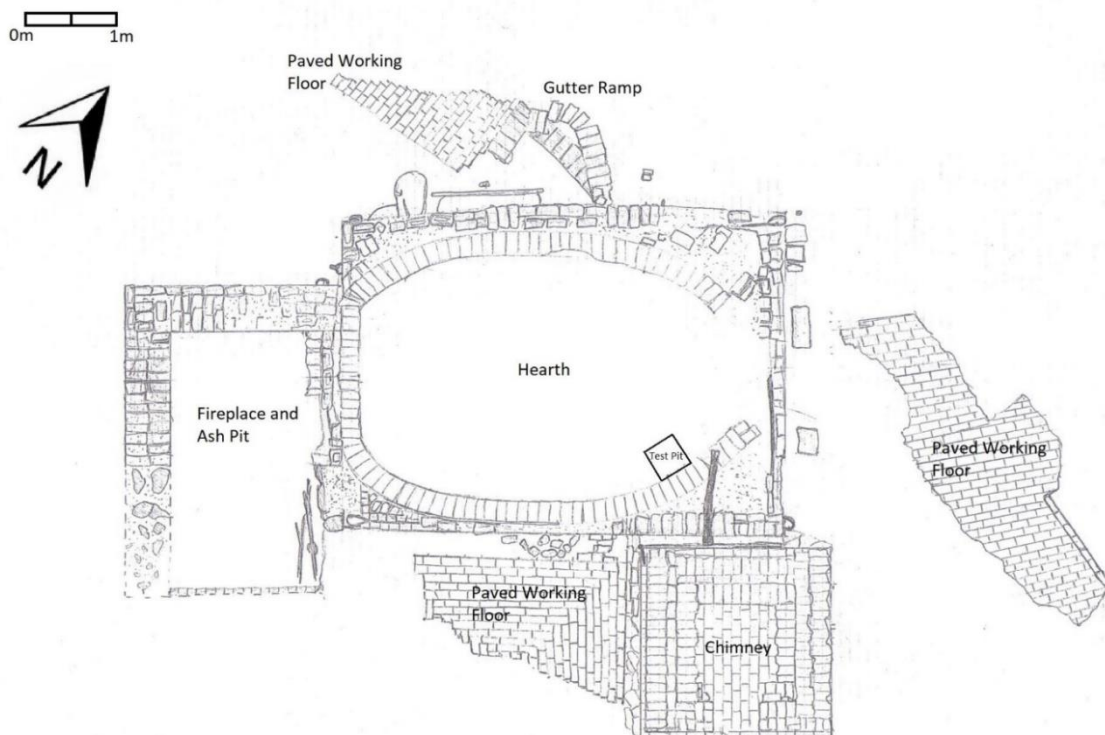 0m 1m
Paved Working
Floor
Gutter Ramp
N
Hearth
Fireplace and
Ash Pit
Test Pit
Paved Working
Floor
Paved Working
Floor
Chimney